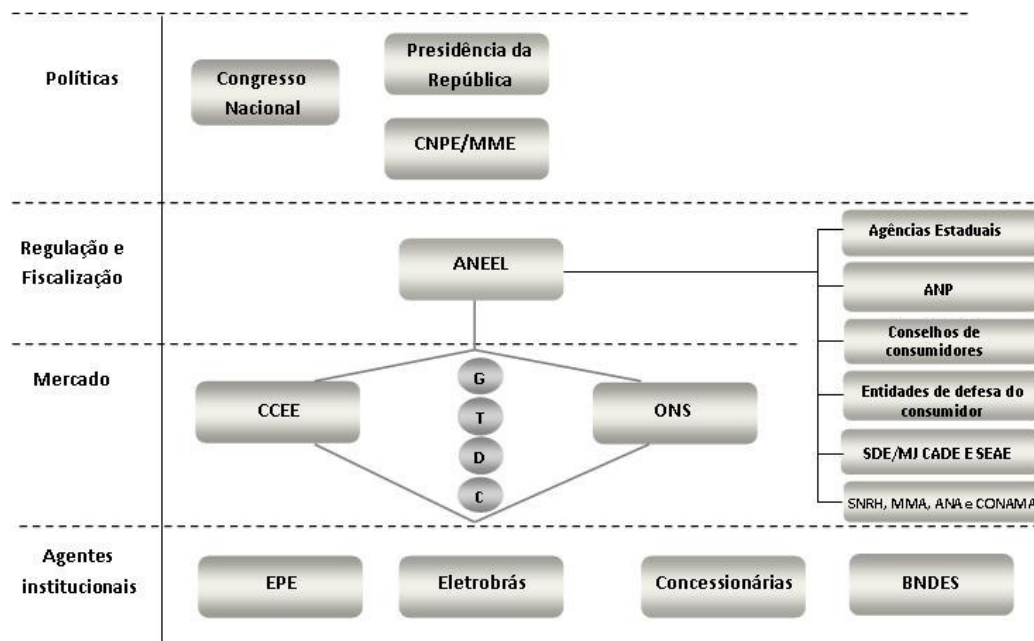 Políticas
Congresso
Nacional
Presidência da
República
CNPE/MME
Regulação e
Fiscalização
ANEEL
Agências Estaduais
ANP
Conselhos de
consumidores
Entidades de defesa do
consumidor
SDE/MJ CADE E SEAE
SNRH, MMA, ANA e CONAMA
Mercado
CCEE
G
T
D
C
ONS
Agentes
institucionais
EPE
Eletrobrás
Concessionárias
BNDES